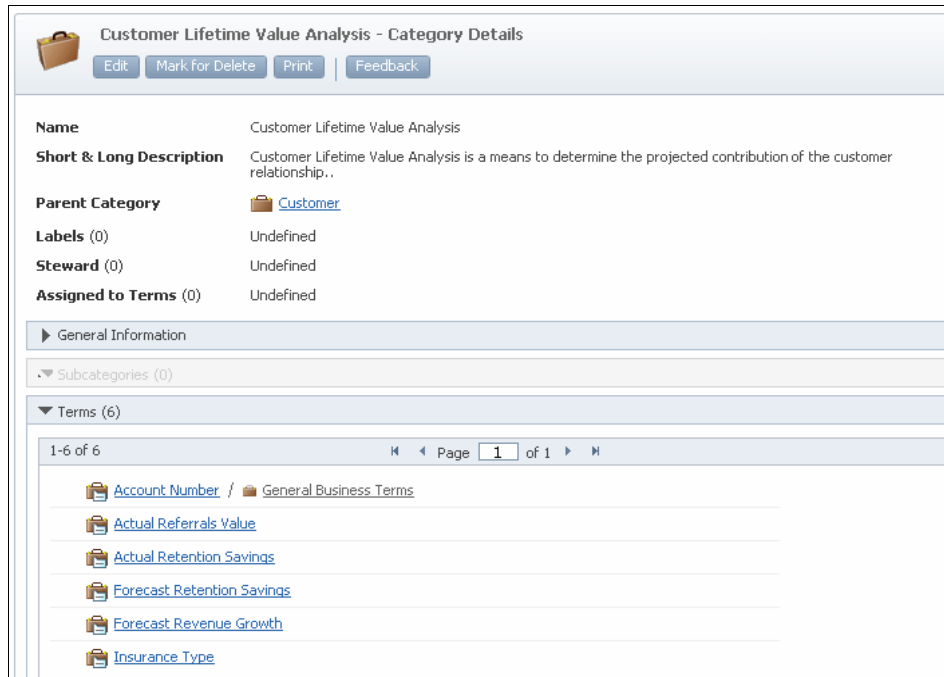 Customer Lifetime Value Analysis - Category Details
Edit Mark for Delete Print Feedback
Name Customer Lifetime Value Analysis
Short & Long Description Customer Lifetime Value Analysis is a means to determine the projected contribution of the customer
relationship..
Parent Category Customer
Labels (0) Undefined
Steward (0) Undefined
Assigned to Terms (0) Undefined
General Information
Subcategories (0)
Terms (6)
1-6 of 6 Page 1 of 1
Account Number / General Business Terms
Actual Referrals Value
Actual Retention Savings
Forecast Retention Savings
Forecast Revenue Growth
Insurance Type